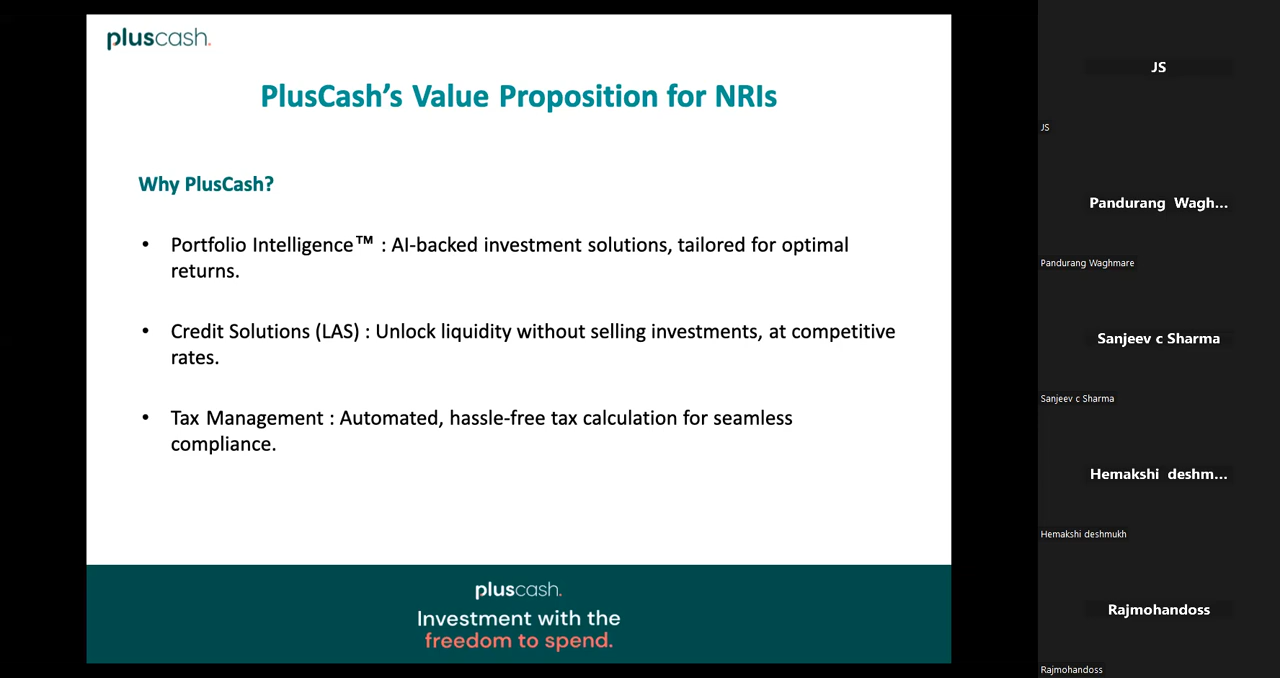 pluscash.
PlusCash’s Value Proposition for NRIs
Why PlusCash?
• Portfolio Intelligence™ : AI-backed investment solutions, tailored for optimal
returns.
• Credit Solutions (LAS) : Unlock liquidity without selling investments, at competitive
rates.
• Tax Management : Automated, hassle-free tax calculation for seamless
compliance.
pluscash.
Investment with the
freedom to spend.
JS
JS
Pandurang Wagh...
Pandurang Waghmare
Sanjeev c Sharma
Sanjeev c Sharma
Hemakshi deshm...
Hemakshi deshmukh
Rajmohandoss
Rajmohandoss